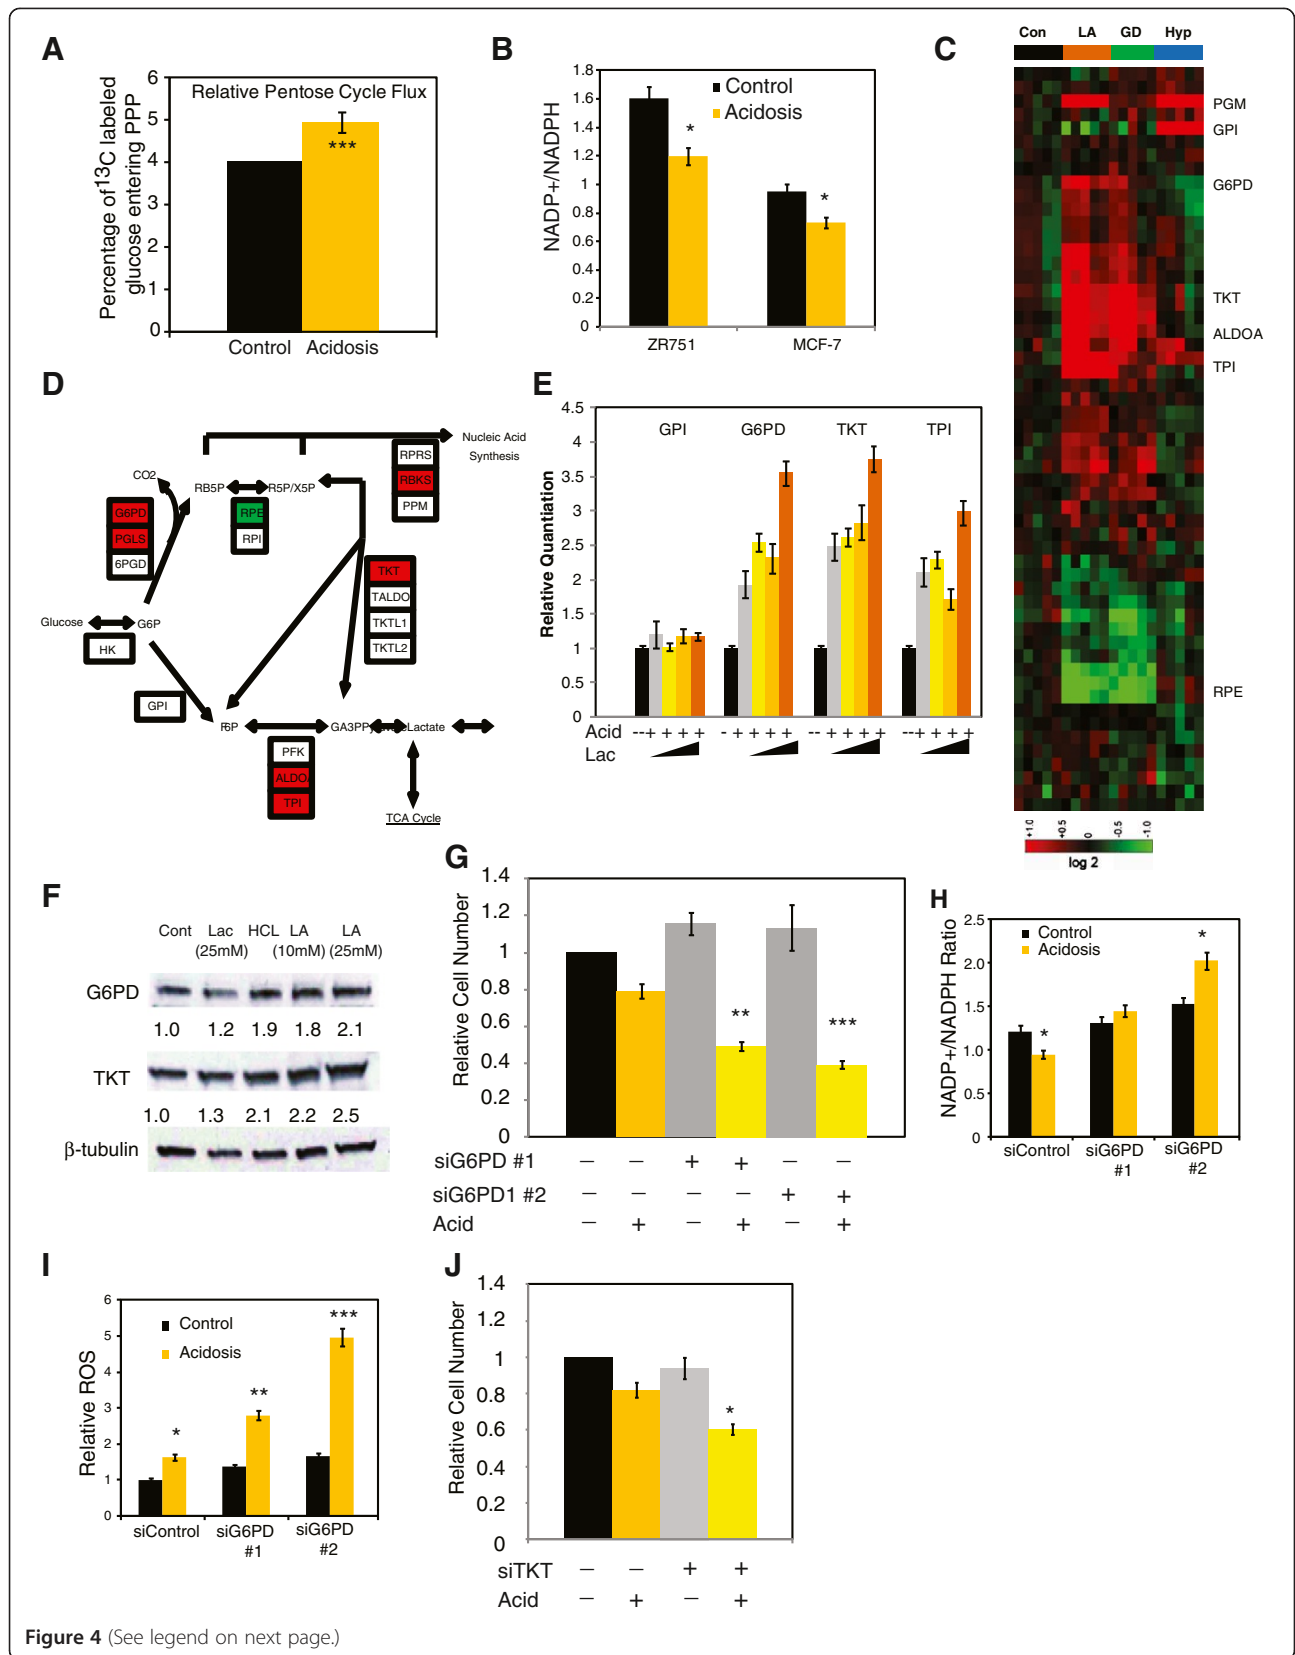 A
Relative Pentose Cycle Flux
Percentage of 13C labeled
glucose entering PPP
6
5
4
3
2
1
0
***
Control Acidosis
B
NADP+/NADPH
1.8
1.6
1.4
1.2
1
0.8
0.6
0.4
0.2
0
Control
Acidosis
*
*
ZR751 MCF-7
C
Con LA GD Hyp
PGM
GPI
G6PD
TKT
ALDOA
TPI
RPE
+1.0 +0.5 0 -0.5 -1.0
log 2
D
Nucleic Acid
Synthesis
RPRS
RBKS
PPM
CO2
RB5P R5P/X5P
G6PD
PGLS
6PGD
RPE
RPI
TKT
TALDO
TKTL1
TKTL2
Glucose G6P
HK
GPI
F6P GA3P Lactate
PFK
ALDO
TPI
TCA Cycle
E
Relative Quantiation
4.5
4
3.5
3
2.5
2
1.5
1
0.5
0
GPI G6PD TKT TPI
Acid --+ + + + - + + + + -- + + + + --+ + + +
Lac
F
Cont Lac HCL LA LA
(25mM) (10mM) (25mM)
G6PD
1.0 1.2 1.9 1.8 2.1
TKT
1.0 1.3 2.1 2.2 2.5
β-tubulin
G
Relative Cell Number
1.4
1.2
1
0.8
0.6
0.4
0.2
0
**
***
siG6PD #1 – – + + – –
siG6PD1 #2 – – – – + +
Acid – + – + – +
H
NADP+/NADPH Ratio
2.5
2.0
1.5
1.0
0.5
0
Control
Acidosis
*
*
siControl siG6PD siG6PD
#1 #2
I
Relative ROS
6
5
4
3
2
1
0
Control
Acidosis
*
**
***
siControl siG6PD siG6PD
#1 #2
J
Relative Cell Number
1.4
1.2
1
0.8
0.6
0.4
0.2
0
*
siTKT – – + +
Acid – + – +
Figure 4 (See legend on next page.)